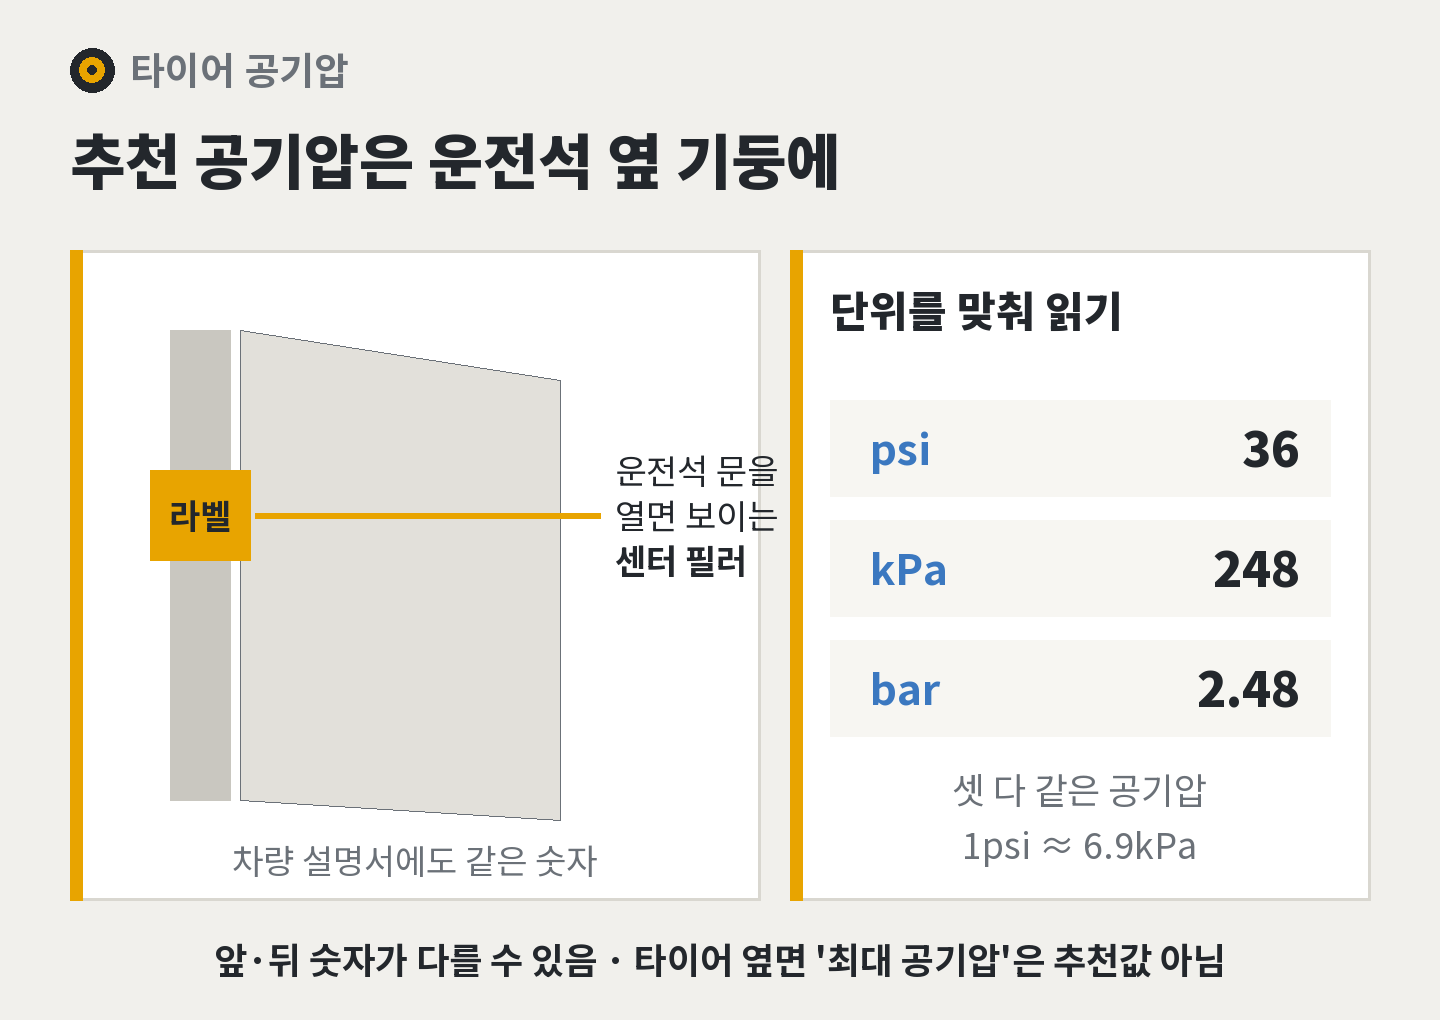 타이어 공기압
추천 공기압은 운전석 옆 기둥에
라벨
운전석 문을
열면 보이는
센터 필러
차량 설명서에도 같은 숫자
단위를 맞춰 읽기
psi 36
kPa 248
bar 2.48
셋 다 같은 공기압
1psi ≈ 6.9kPa
앞·뒤 숫자가 다를 수 있음 · 타이어 옆면 '최대 공기압'은 추천값 아님